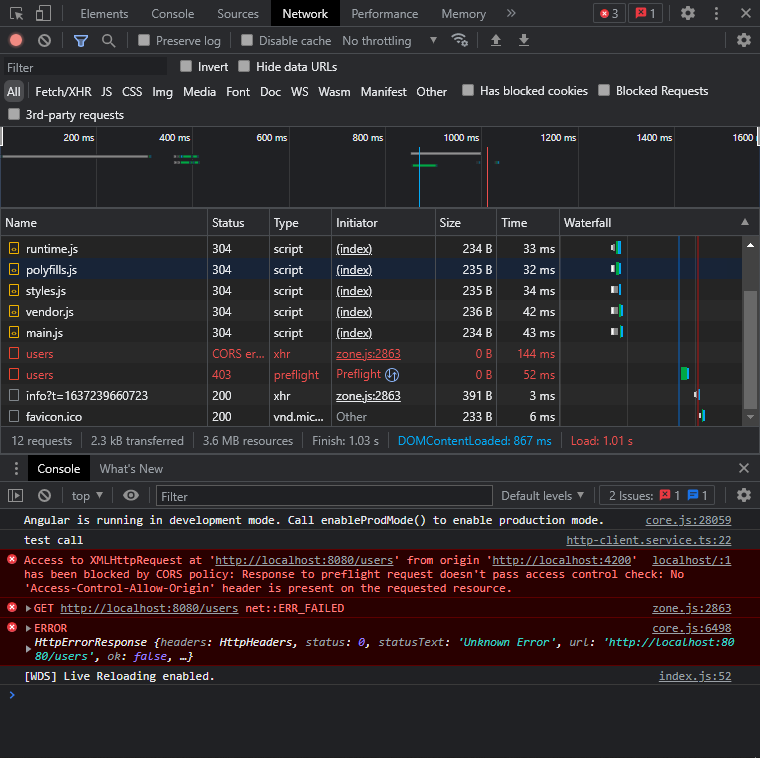 Elements Console Sources Network Performance Memory » 3 1
Preserve log Disable cache No throttling
Filter Invert Hide data URLs
All Fetch/XHR JS CSS Img Media Font Doc WS Wasm Manifest Other Has blocked cookies Blocked Requests
3rd-party requests
200 ms 400 ms 600 ms 800 ms 1000 ms 1200 ms 1400 ms 1600
Name Status Type Initiator Size Time Waterfall
runtime.js 304 script (index) 234 B 33 ms
polyfills.js 304 script (index) 235 B 32 ms
styles.js 304 script (index) 235 B 34 ms
vendor.js 304 script (index) 236 B 42 ms
main.js 304 script (index) 234 B 43 ms
users CORS er... xhr zone.js:2863 0 B 144 ms
users 403 preflight Preflight 0 B 52 ms
info?t=1637239660723 200 xhr zone.js:2863 391 B 3 ms
favicon.ico 200 vnd.mic... Other 233 B 6 ms
12 requests 2.3 kB transferred 3.6 MB resources Finish: 1.03 s DOMContentLoaded: 867 ms Load: 1.01 s
Console What's New
top Filter Default levels 2 Issues: 1 1
Angular is running in development mode. Call enableProdMode() to enable production mode. core.js:28059
test call http-client.service.ts:22
Access to XMLHttpRequest at 'http://localhost:8080/users' from origin 'http://localhost:4200' localhost/:1
has been blocked by CORS policy: Response to preflight request doesn't pass access control check: No
'Access-Control-Allow-Origin' header is present on the requested resource.
GET http://localhost:8080/users net::ERR_FAILED zone.js:2863
ERROR core.js:6498
HttpErrorResponse {headers: HttpHeaders, status: 0, statusText: 'Unknown Error', url: 'http://localhost:80
80/users', ok: false, …}
[WDS] Live Reloading enabled. index.js:52